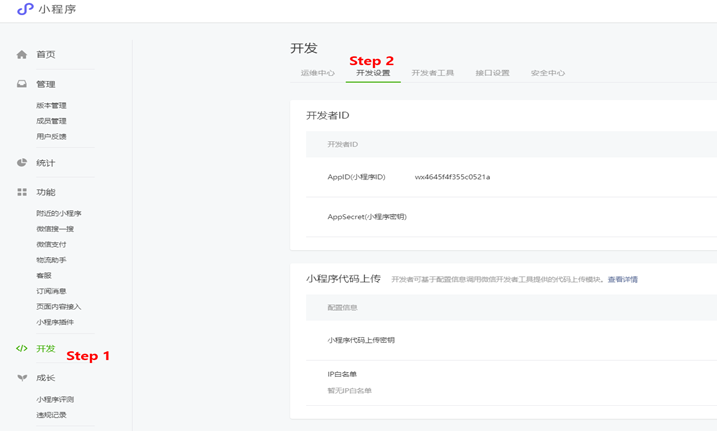 小程序
首页
管理
版本管理
成员管理
用户反馈
统计
功能
附近的小程序
微信搜一搜
微信支付
物流助手
客服
订阅消息
页面内容接入
小程序插件
开发
Step 1
成长
小程序评测
违规记录
开发
Step 2
运维中心 开发设置 开发者工具 接口设置 安全中心
开发者ID
开发者ID
AppID(小程序ID) wx4645f4f355c0521a
AppSecret(小程序密钥)
小程序代码上传 开发者可基于配置信息调用微信开发者工具提供的代码上传模块。查看详情
配置信息
小程序代码上传密钥
IP白名单
暂无IP白名单